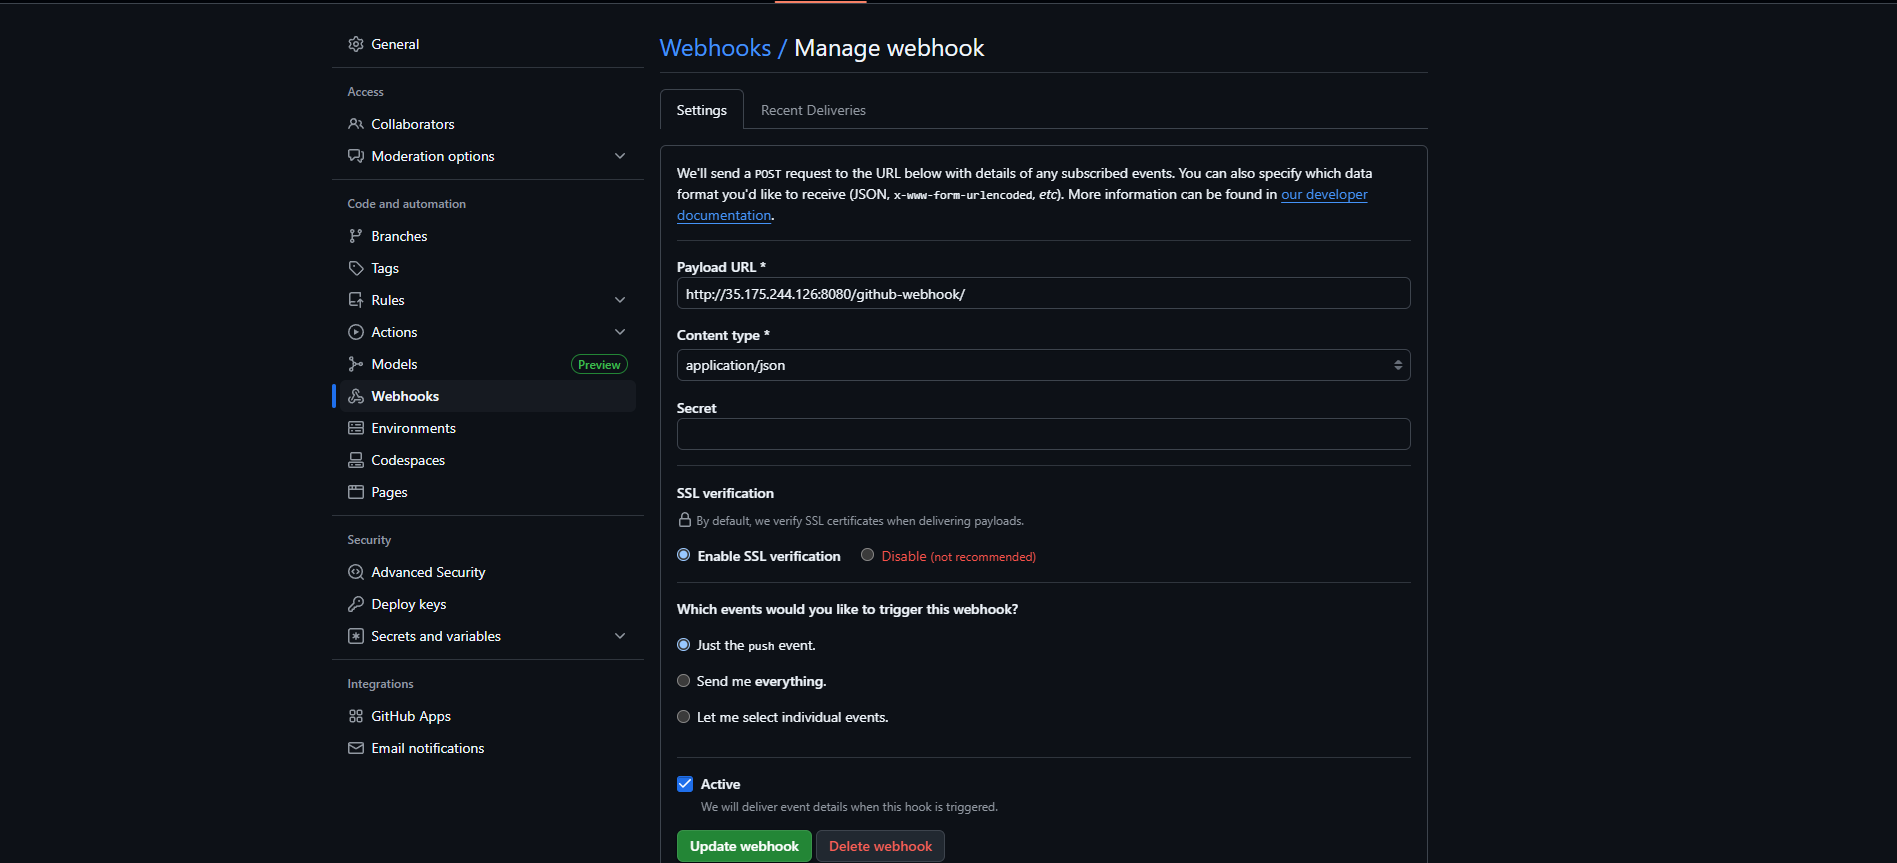 General
Access
Collaborators
Moderation options
Code and automation
Branches
Tags
Rules
Actions
Models Preview
Webhooks
Environments
Codespaces
Pages
Security
Advanced Security
Deploy keys
Secrets and variables
Integrations
GitHub Apps
Email notifications
Webhooks / Manage webhook
Settings Recent Deliveries
We'll send a POST request to the URL below with details of any subscribed events. You can also specify which data
format you'd like to receive (JSON, x-www-form-urlencoded, etc). More information can be found in our developer
documentation.
Payload URL *
http://35.175.244.126:8080/github-webhook/
Content type *
application/json
Secret
SSL verification
By default, we verify SSL certificates when delivering payloads.
Enable SSL verification Disable (not recommended)
Which events would you like to trigger this webhook?
Just the push event.
Send me everything.
Let me select individual events.
Active
We will deliver event details when this hook is triggered.
Update webhook Delete webhook